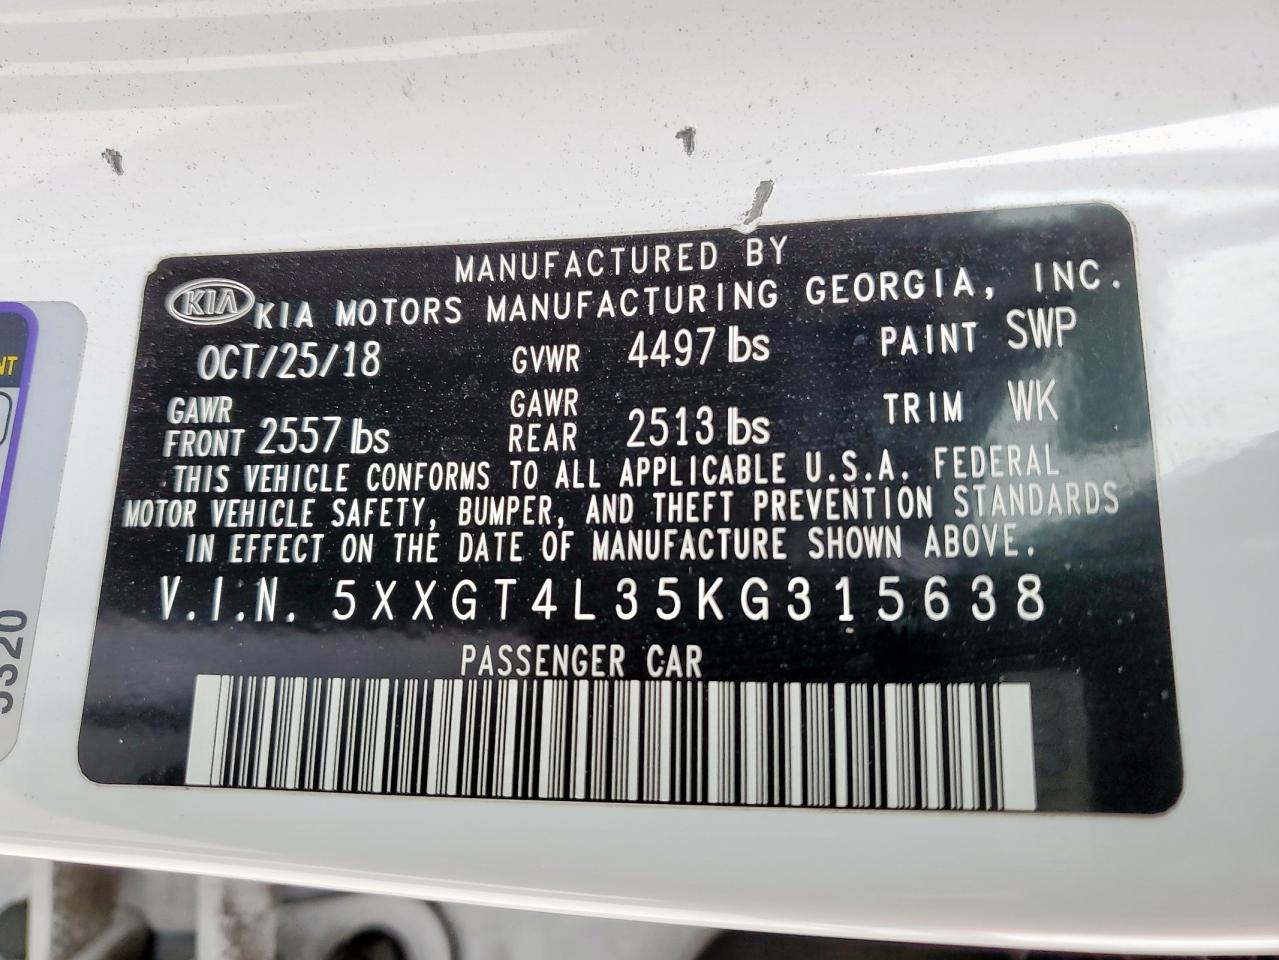 MANUFACTURED BY
KIA KIA MOTORS MANUFACTURING GEORGIA, INC.
OCT/25/18 GVWR 4497 lbs PAINT SWP
GAWR FRONT 2557 lbs GAWR REAR 2513 lbs TRIM WK
THIS VEHICLE CONFORMS TO ALL APPLICABLE U.S.A. FEDERAL
MOTOR VEHICLE SAFETY, BUMPER, AND THEFT PREVENTION STANDARDS
IN EFFECT ON THE DATE OF MANUFACTURE SHOWN ABOVE.
V.I.N. 5XXGT4L35KG315638
PASSENGER CAR